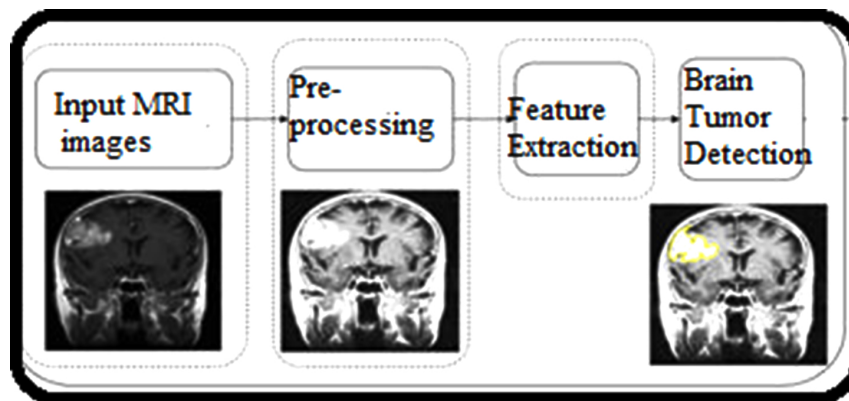 Input MRI
images
Pre-
processing
Feature
Extraction
Brain
Tumor
Detection